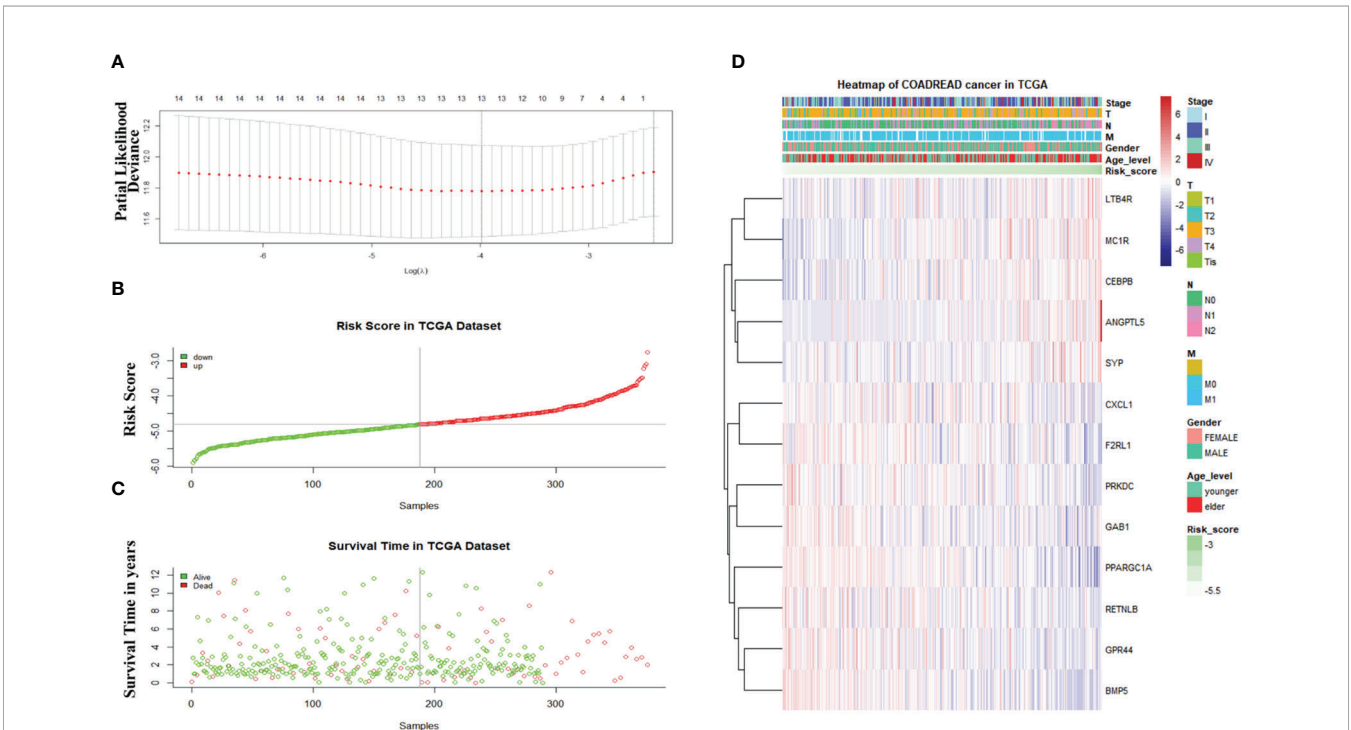 A
14 14 14 14 14 14 14 14 14 14 13 13 13 13 13 13 12 10 9 7 4 4 1
Patial Likelihood
Deviance
12.2
12.0
11.8
11.6
-6 -5 -4 -3
Log(λ)
B
Risk Score in TCGA Dataset
down
up
Risk Score
-3.0
-4.0
-5.0
-6.0
0 100 200 300
Samples
C
Survival Time in TCGA Dataset
Alive
Dead
Survival Time in years
12
10
8
6
4
2
0
0 100 200 300
Samples
D
Heatmap of COADREAD cancer in TCGA
Stage
T
N
M
Gender
Age_level
Risk_score
LTB4R
MC1R
CEBPB
ANGPTL5
SYP
CXCL1
F2RL1
PRKDC
GAB1
PPARGC1A
RETNLB
GPR44
BMP5
6
4
2
0
-2
-4
-6
Stage
I
II
III
IV
T
T1
T2
T3
T4
Tis
N
N0
N1
N2
M
M0
M1
Gender
FEMALE
MALE
Age_level
younger
elder
Risk_score
-3
-5.5